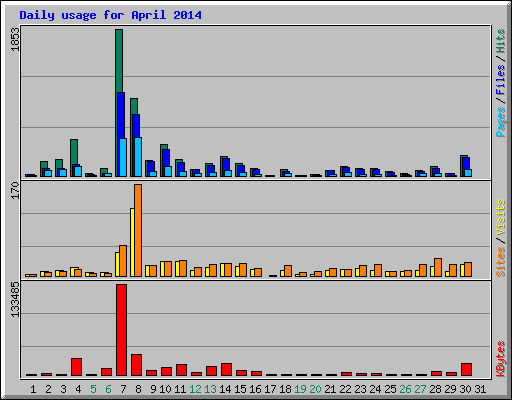 Daily usage for April 2014
1853
Pages / Files / Hits
170
Sites / Visits
133485
KBytes
1 2 3 4 5 6 7 8 9 10 11 12 13 14 15 16 17 18 19 20 21 22 23 24 25 26 27 28 29 30 31